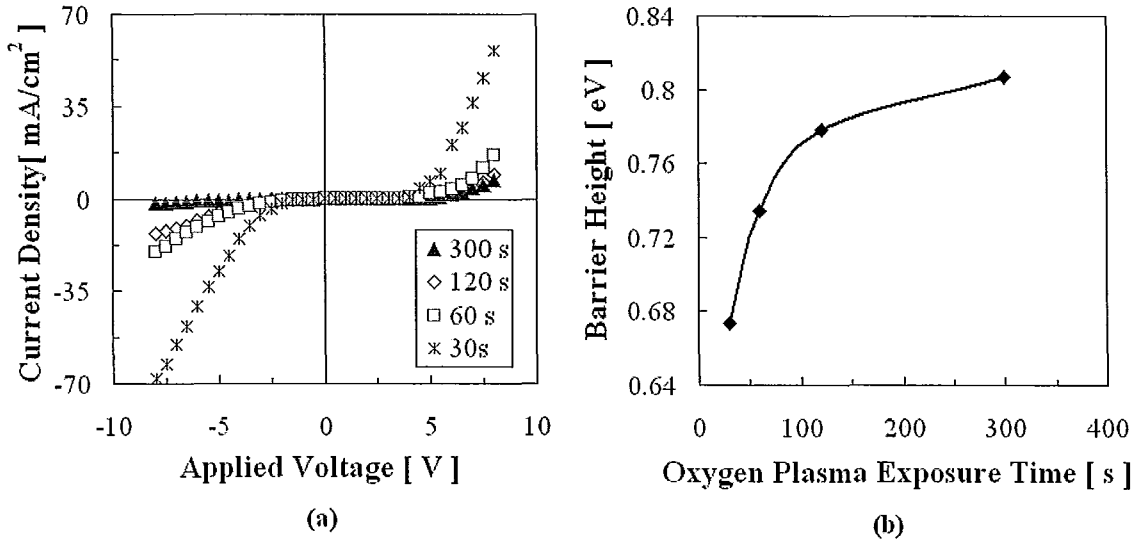 70
35
0
-35
-70
Current Density[ mA/cm²]
-10
-5
0
5
10
Applied Voltage [ V ]
300 s
120 s
60 s
30s
(a)
0.84
0.8
0.76
0.72
0.68
0.64
Barrier Height[ eV]
0
100
200
300
400
Oxygen Plasma Exposure Time [ s ]
(b)